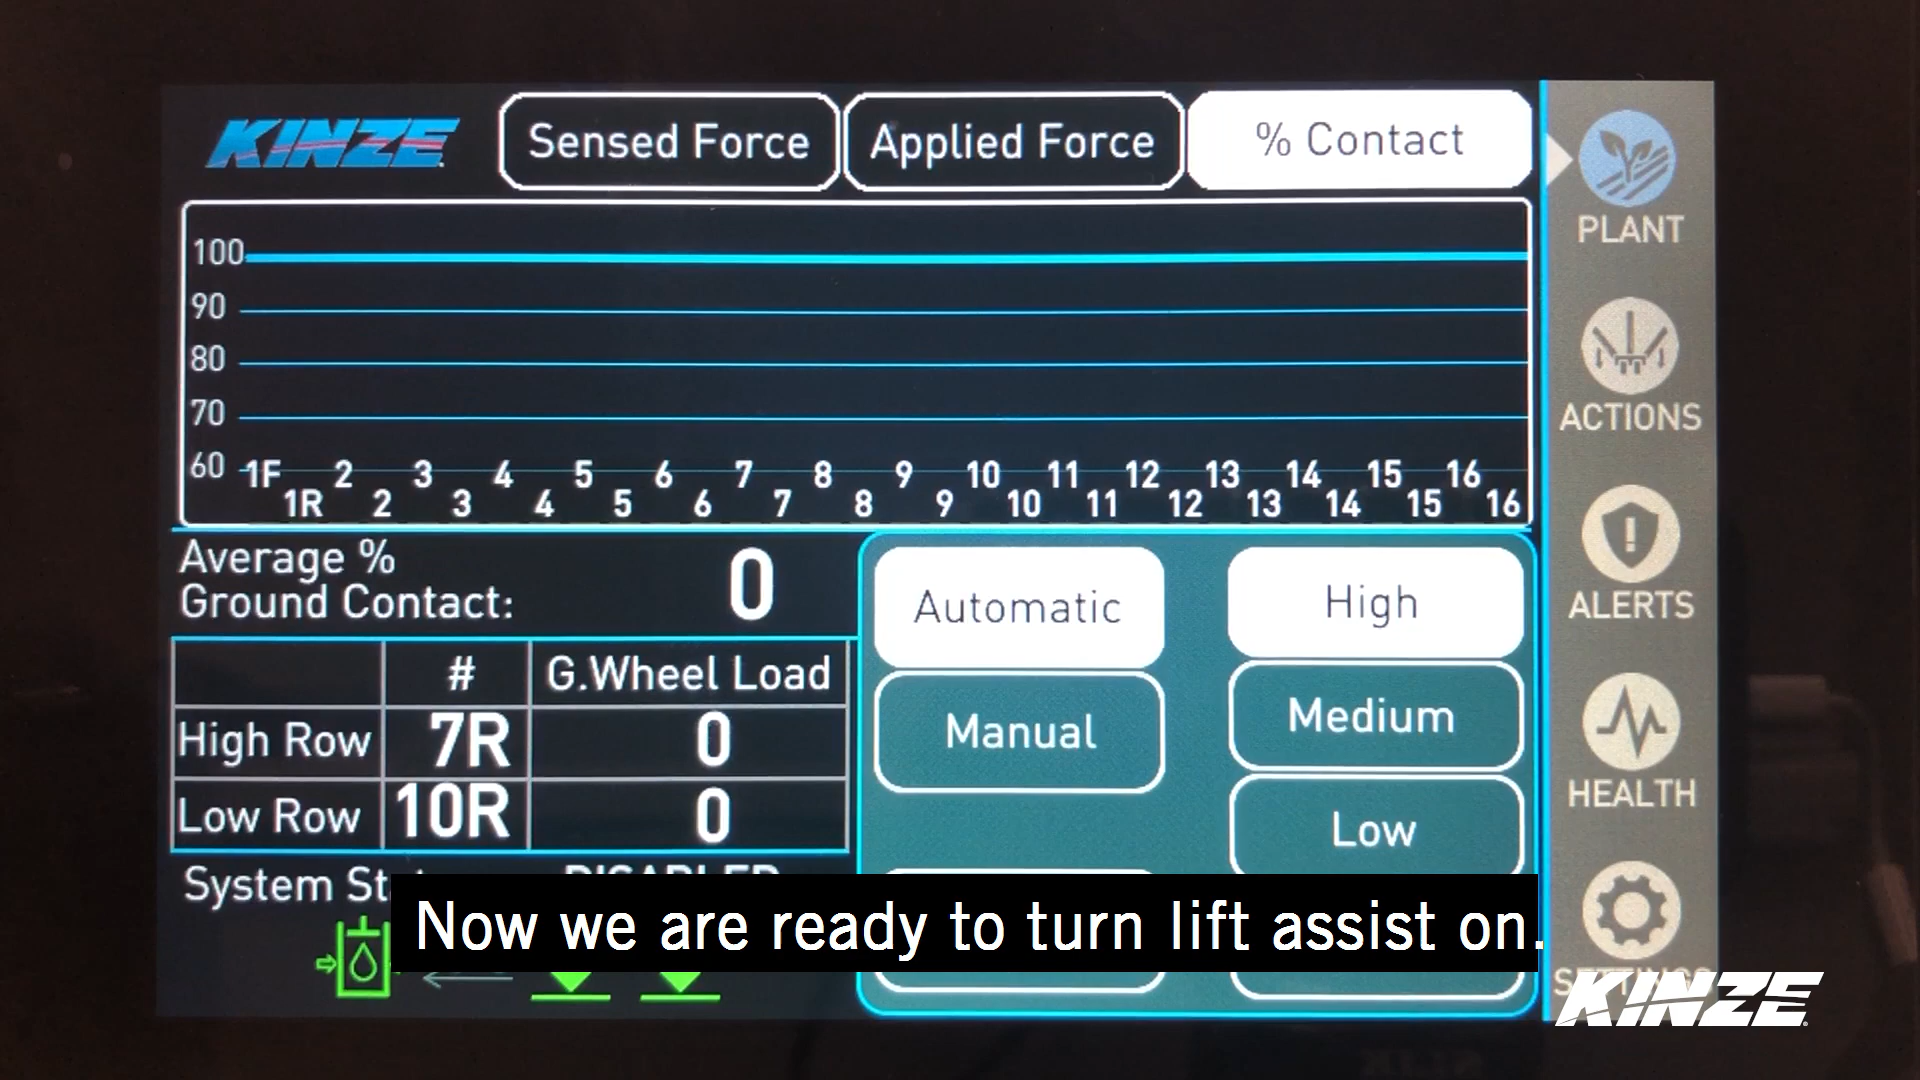 KINZE
Sensed Force
Applied Force
% Contact
100
90
80
70
60
1F 2 3 4 5 6 7 8 9 10 11 12 13 14 15 16
1R 2 3 4 5 6 7 8 9 10 11 12 13 14 15 16
Average %
Ground Contact:
0
# G.Wheel Load
High Row 7R 0
Low Row 10R 0
System
DISABLED
Automatic
Manual
High
Medium
Low
PLANT
ACTIONS
ALERTS
HEALTH
SETTINGS
Now we are ready to turn lift assist on.
KINZE